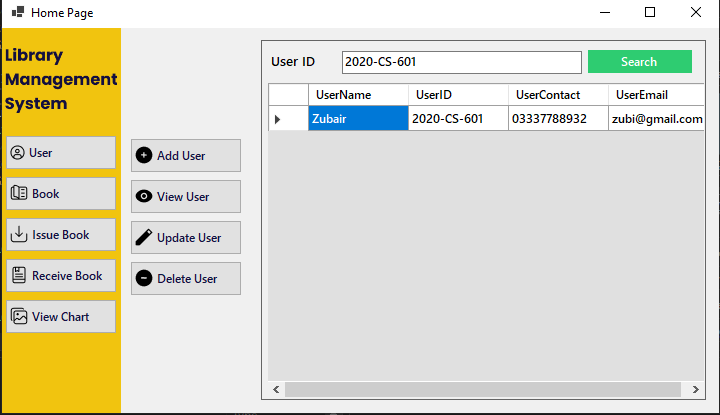 Home Page
Library
Management
System
User
Book
Issue Book
Receive Book
View Chart
Add User
View User
Update User
Delete User
User ID 2020-CS-601 Search
UserName UserID UserContact UserEmail
Zubair 2020-CS-601 03337788932 zubi@gmail.com